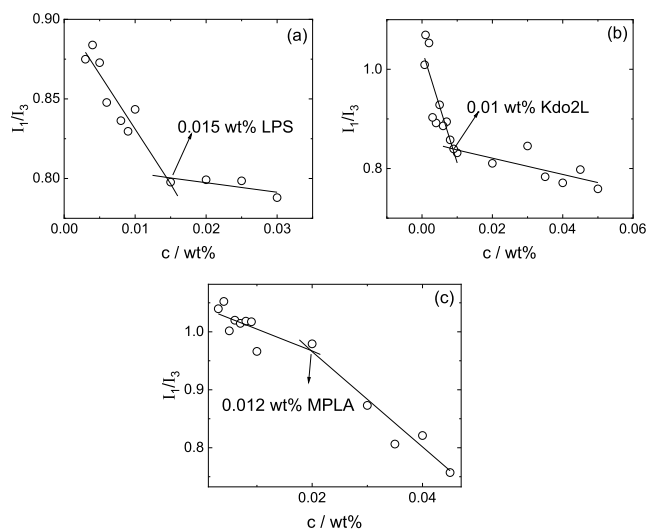 (a)
I1/I3
0.90
0.85
0.80
0.75
0.015 wt% LPS
0.00 0.01 0.02 0.03
c / wt%
(b)
I1/I3
1.0
0.8
0.01 wt% Kdo2L
0.00 0.02 0.04 0.06
c / wt%
(c)
I1/I3
1.0
0.9
0.8
0.012 wt% MPLA
0.02 0.04
c / wt%